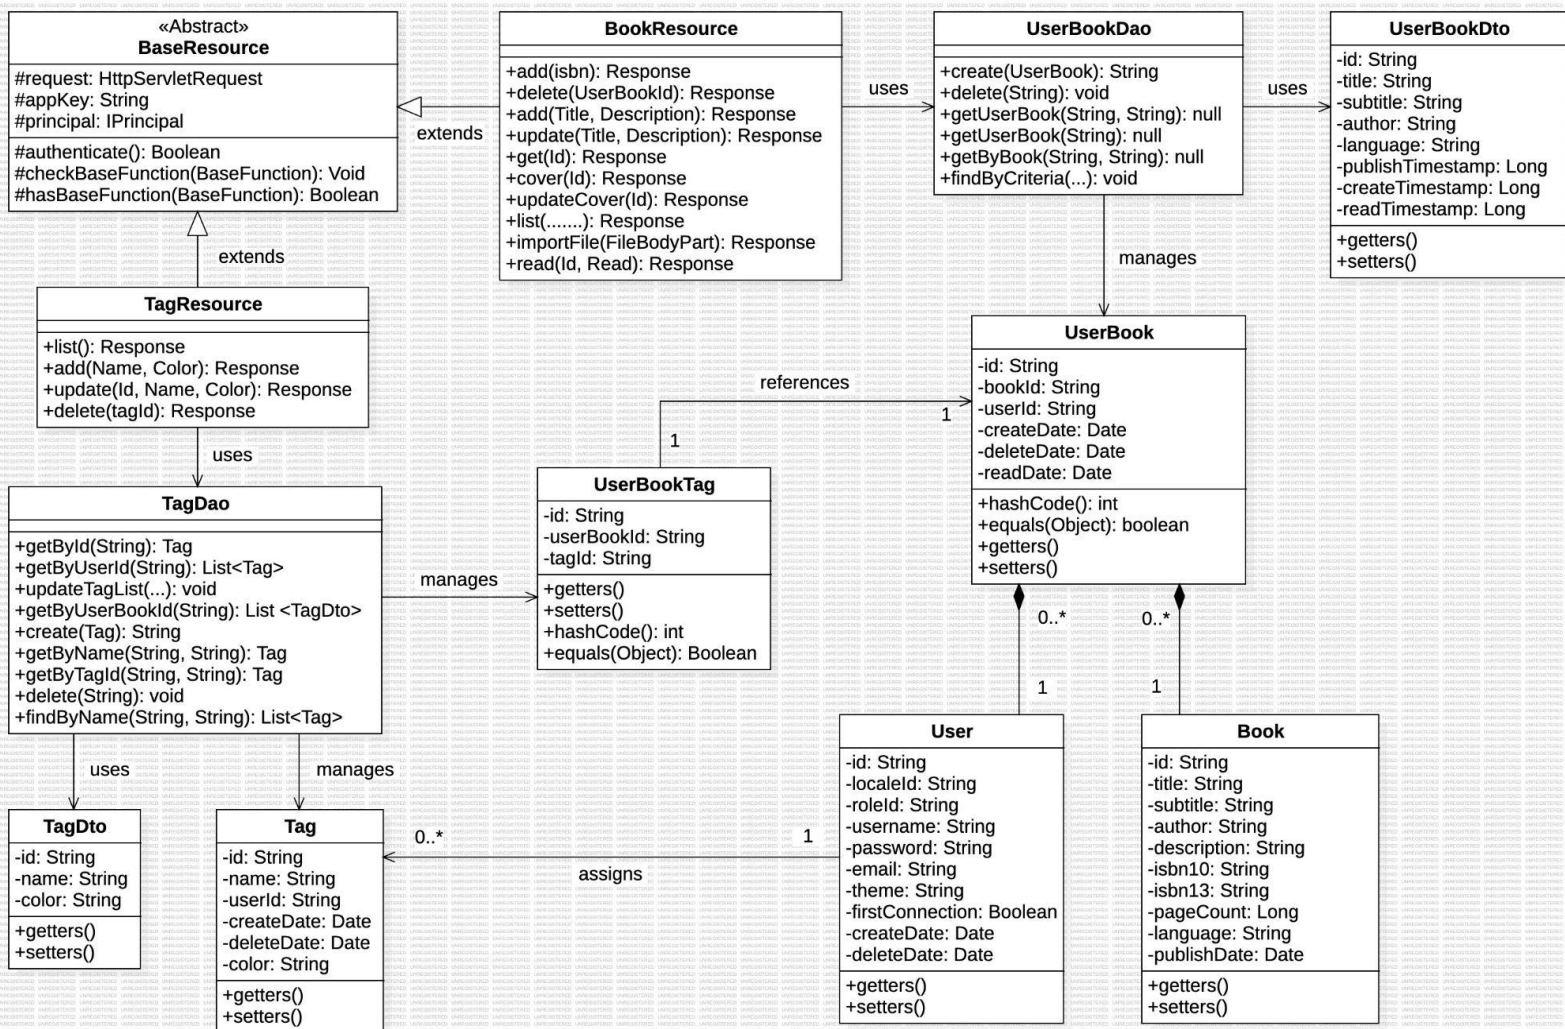 «Abstract»
BaseResource
#request: HttpServletRequest
#appKey: String
#principal: IPrincipal
#authenticate(): Boolean
#checkBaseFunction(BaseFunction): Void
#hasBaseFunction(BaseFunction): Boolean
extends
BookResource
+add(isbn): Response
+delete(UserBookId): Response
+add(Title, Description): Response
+update(Title, Description): Response
+get(Id): Response
+cover(Id): Response
+updateCover(Id): Response
+list(.......): Response
+importFile(FileBodyPart): Response
+read(Id, Read): Response
uses
UserBookDao
+create(UserBook): String
+delete(String): void
+getUserBook(String, String): null
+getUserBook(String): null
+getByBook(String, String): null
+findByCriteria(...): void
uses
UserBookDto
-id: String
-title: String
-subtitle: String
-author: String
-language: String
-publishTimestamp: Long
-createTimestamp: Long
-readTimestamp: Long
+getters()
+setters()
extends
manages
TagResource
+list(): Response
+add(Name, Color): Response
+update(Id, Name, Color): Response
+delete(tagId): Response
uses
references
1
1
UserBook
-id: String
-bookId: String
-userId: String
-createDate: Date
-deleteDate: Date
-readDate: Date
+hashCode(): int
+equals(Object): boolean
+getters()
+setters()
TagDao
+getById(String): Tag
+getByUserId(String): List<Tag>
+updateTagList(...): void
+getByUserBookId(String): List <TagDto>
+create(Tag): String
+getByName(String, String): Tag
+getByTagId(String, String): Tag
+delete(String): void
+findByName(String, String): List<Tag>
manages
UserBookTag
-id: String
-userBookId: String
-tagId: String
+getters()
+setters()
+hashCode(): int
+equals(Object): Boolean
0..*
0..*
1
1
uses
manages
TagDto
-id: String
-name: String
-color: String
+getters()
+setters()
Tag
-id: String
-name: String
-userId: String
-createDate: Date
-deleteDate: Date
-color: String
+getters()
+setters()
0..*
1
assigns
User
-id: String
-localeId: String
-roleId: String
-username: String
-password: String
-email: String
-theme: String
-firstConnection: Boolean
-createDate: Date
-deleteDate: Date
+getters()
+setters()
Book
-id: String
-title: String
-subtitle: String
-author: String
-description: String
-isbn10: String
-isbn13: String
-pageCount: Long
-language: String
-publishDate: Date
+getters()
+setters()